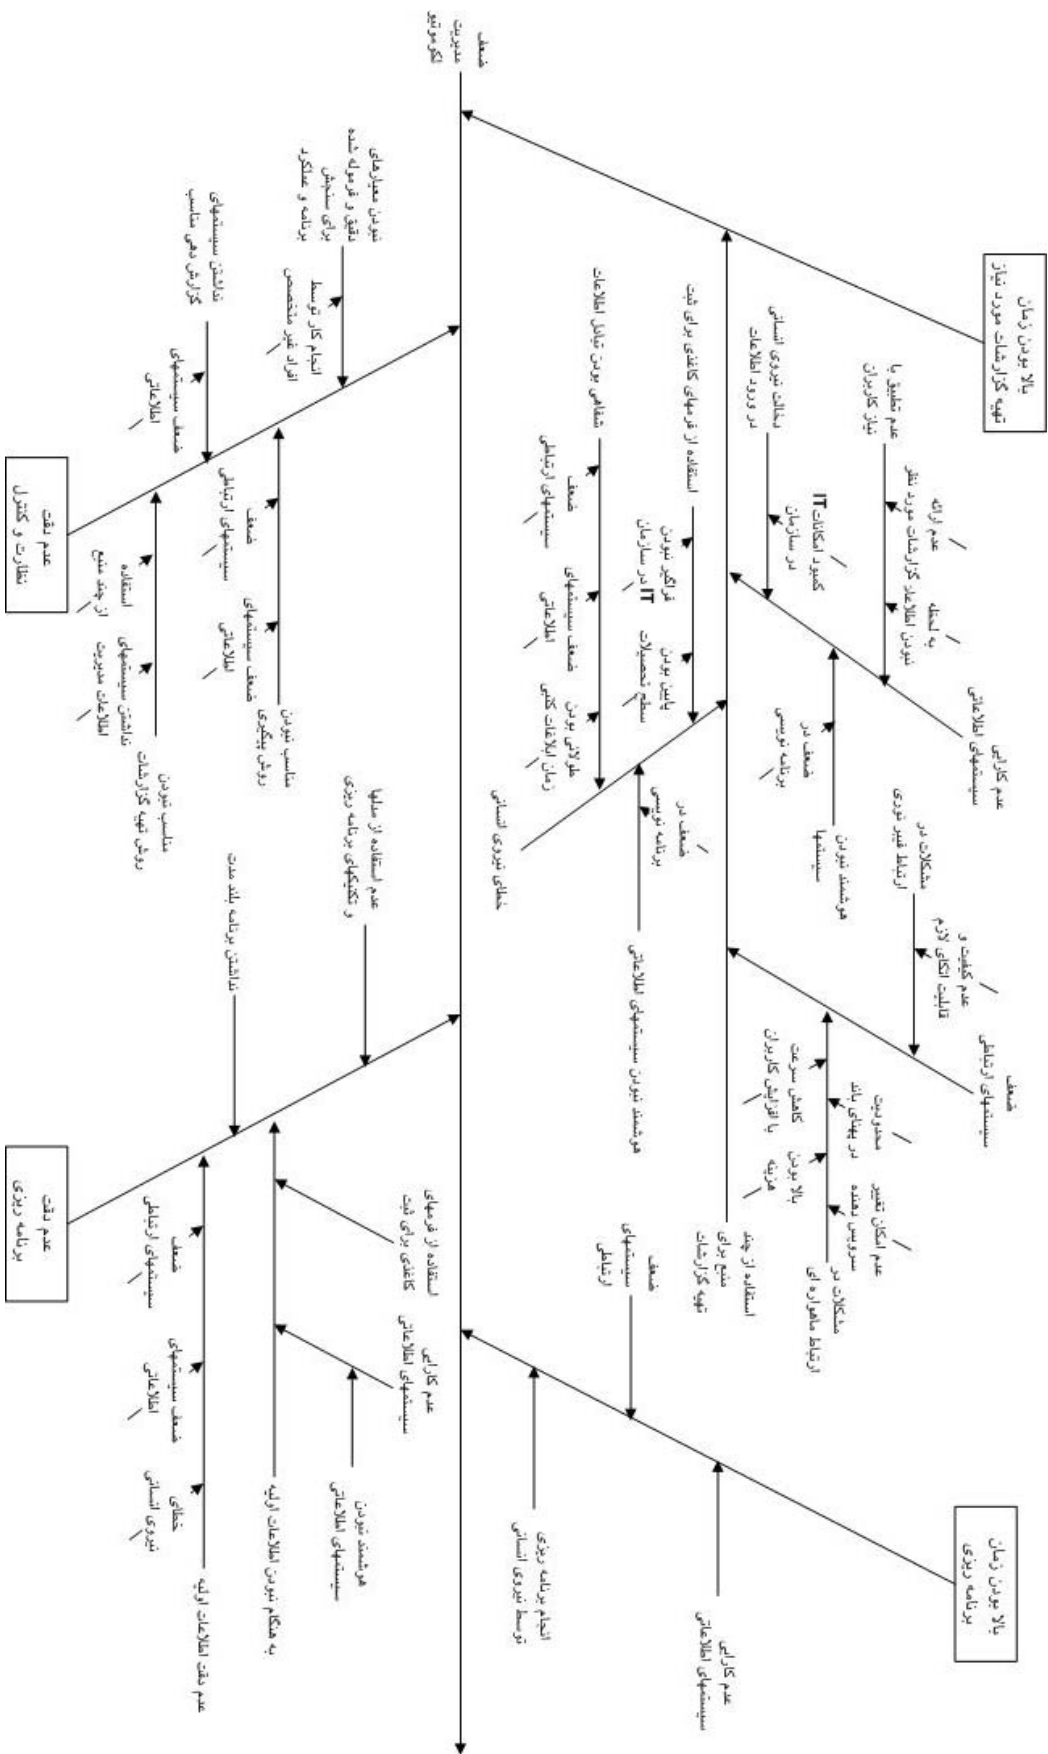 ضعف
مدیریت
لکوموتیو
بالا بودن زمان
تهیه گزارشات مورد نیاز
عدم تطبیق با
نیاز کاربران
عدم ارائه
گزارشات مورد نظر
به لحظه
نبودن اطلاعات
عدم کارایی
سیستمهای اطلاعاتی
دخالت نیروی انسانی
در ورود اطلاعات
کمبود امکانات IT
در سازمان
ضعف در
برنامه نویسی
هوشمند نبودن
سیستمها
مشکلات در
ارتباط فیبر نوری
عدم کیفیت و
قابلیت اتکای لازم
ضعف
سیستمهای ارتباطی
محدودیت
در پهنای باند
عدم امکان تغییر
سرویس دهنده
کاهش سرعت
با افزایش کاربران
بالا بودن
هزینه
مشکلات در
ارتباط ماهواره ای
استفاده از چند
منبع برای
تهیه گزارشات
استفاده از فرمهای کاغذی برای ثبت
فراگیر نبودن
IT در سازمان
پایین بودن
سطح تحصیلات
شفاهی بودن تبادل اطلاعات
ضعف
سیستمهای ارتباطی
ضعف سیستمهای
اطلاعاتی
طولانی بودن
زمان ابلاغات کتبی
خطای نیروی انسانی
ضعف در
برنامه نویسی
هوشمند نبودن سیستمهای اطلاعاتی
ضعف
سیستمهای
ارتباطی
عدم کارایی
سیستمهای اطلاعاتی
انجام برنامه ریزی
توسط نیروی انسانی
بالا بودن زمان
برنامه ریزی
نبودن معیارهای
دقیق و فرموله شده
برای سنجش
برنامه و عملکرد
انجام کار توسط
افراد غیر متخصص
نداشتن سیستمهای
گزارش دهی مناسب
ضعف سیستمهای
اطلاعاتی
ضعف
سیستمهای ارتباطی
ضعف سیستمهای
اطلاعاتی
مناسب نبودن
روش پیگیری
استفاده
از چند منبع
نداشتن سیستمهای
اطلاعات مدیریت
مناسب نبودن
روش تهیه گزارشات
عدم دقت
نظارت و کنترل
عدم استفاده از مدلها
و تکنیکهای برنامه ریزی
نداشتن برنامه بلند مدت
استفاده از فرمهای
کاغذی برای ثبت
عدم کارایی
سیستمهای اطلاعاتی
هوشمند نبودن
سیستمهای اطلاعاتی
به هنگام نبودن اطلاعات اولیه
ضعف
سیستمهای ارتباطی
ضعف سیستمهای
اطلاعاتی
خطای
نیروی انسانی
عدم دقت اطلاعات اولیه
عدم دقت
برنامه ریزی